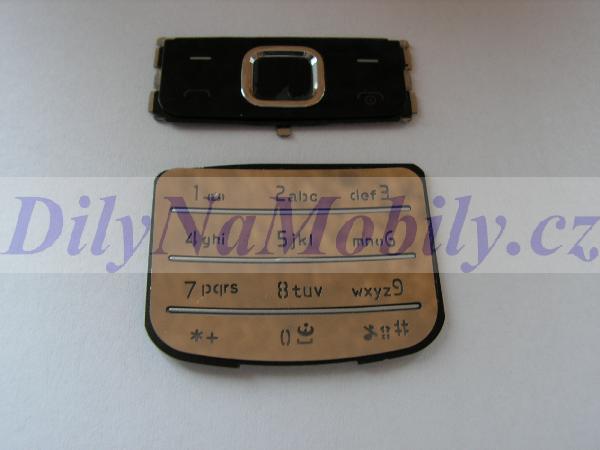 1 2abc def3
DilyNaMobily.cz
4ghi 5jkl mno6
7pqrs 8tuv wxyz9
*+ 0 #